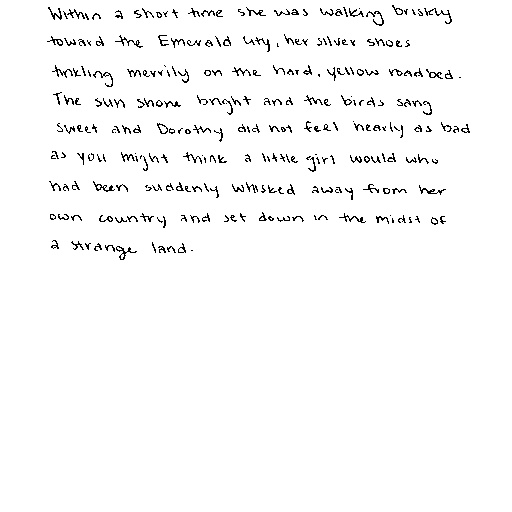 Within a short time she was walking briskly
toward the Emerald City, her silver shoes
tinkling merrily on the hard, yellow roadbed.
The sun shone bright and the birds sang
sweet and Dorothy did not feel nearly as bad
as you might think a little girl would who
had been suddenly whisked away from her
own country and set down in the midst of
a strange land.